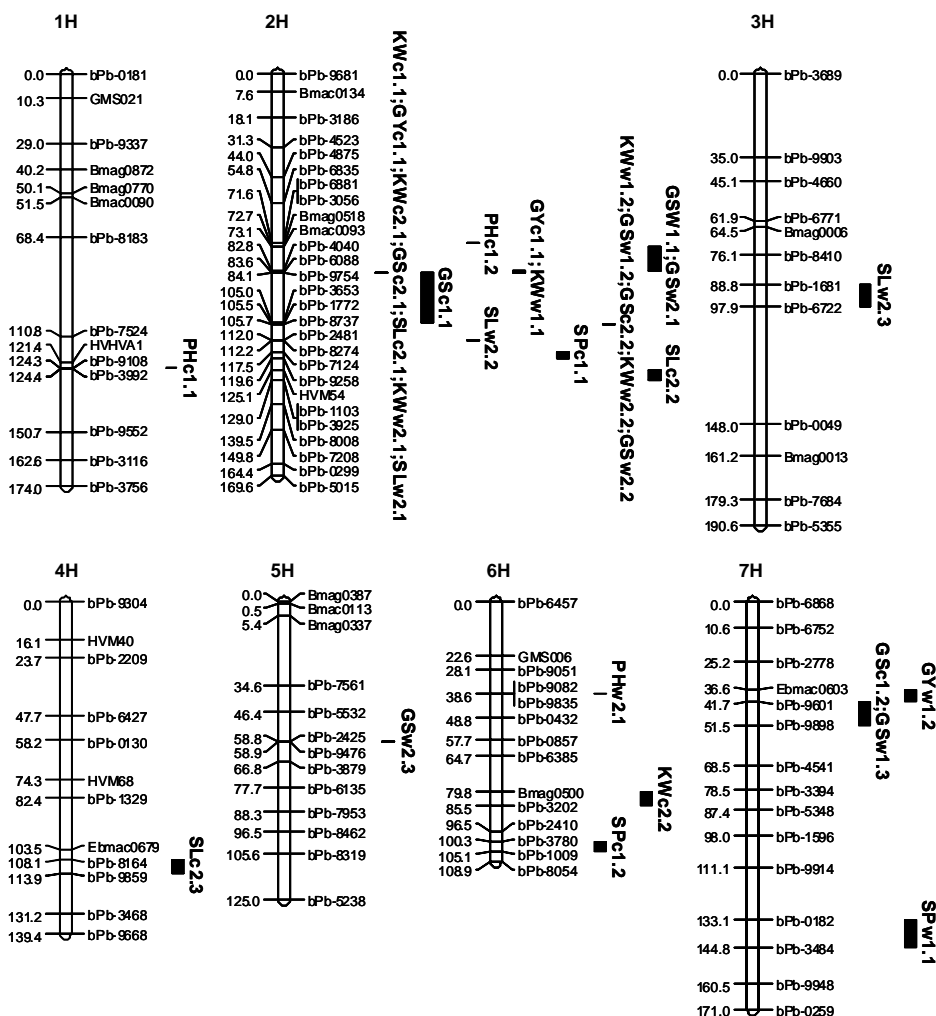 1H
0.0 bPb-0181
10.3 GMS021
29.0 bPb-9337
40.2 Bmag0872
50.1 Bmag0770
51.5 Bmac0090
68.4 bPb-8183
110.8 bPb-7524
121.4 HVHVA1
124.3 bPb-9108
124.4 bPb-3992
150.7 bPb-9552
162.6 bPb-3116
174.0 bPb-3756
PHc1.1
2H
0.0 bPb-9681
7.6 Bmac0134
18.1 bPb-3186
31.3 bPb-4523
44.0 bPb-4875
54.8 bPb-6835
71.6 bPb-6881
bPb-3056
72.7 Bmag0518
73.1 Bmac0093
82.8 bPb-4040
83.6 bPb-6088
84.1 bPb-9754
105.0 bPb-3653
105.5 bPb-1772
105.7 bPb-8737
112.0 bPb-2481
112.2 bPb-8274
117.5 bPb-7124
119.6 bPb-9258
125.1 HVM54
129.0 bPb-1103
bPb-3925
139.5 bPb-8008
149.8 bPb-7208
164.4 bPb-0299
169.6 bPb-5015
KWc1.1;GYc1.1;KWc2.1;GSc2.1;SLc2.1;KWw2.1;SLw2.1
GSc1.1
PHc1.2
SLw2.2
GYc1.1;KWw1.1
SPc1.1
KWw1.2;GSw1.2;GSc2.2;KWw2.2;GSw2.2
GSW1.1;GSw2.1
SLc2.2
3H
0.0 bPb-3689
35.0 bPb-9903
45.1 bPb-4660
61.9 bPb-6771
64.5 Bmag0006
76.1 bPb-8410
88.8 bPb-1681
97.9 bPb-6722
148.0 bPb-0049
161.2 Bmag0013
179.3 bPb-7684
190.6 bPb-5355
SLw2.3
4H
0.0 bPb-9304
16.1 HVM40
23.7 bPb-2209
47.7 bPb-6427
58.2 bPb-0130
74.3 HVM68
82.4 bPb-1329
103.5 Ebmac0679
108.1 bPb-8164
113.9 bPb-9859
131.2 bPb-3468
139.4 bPb-9668
SLc2.3
5H
0.0 Bmag0387
0.5 Bmac0113
5.4 Bmag0337
34.6 bPb-7561
46.4 bPb-5532
58.8 bPb-2425
58.9 bPb-9476
66.8 bPb-3879
77.7 bPb-6135
88.3 bPb-7953
96.5 bPb-8462
105.6 bPb-8319
125.0 bPb-5238
GSw2.3
6H
0.0 bPb-6457
22.6 GMS006
28.1 bPb-9051
38.6 bPb-9082
bPb-9835
48.8 bPb-0432
57.7 bPb-0857
64.7 bPb-6385
79.8 Bmag0500
85.5 bPb-3202
96.5 bPb-2410
100.3 bPb-3780
105.1 bPb-1009
108.9 bPb-8054
PHw2.1
KWc2.2
SPc1.2
7H
0.0 bPb-6868
10.6 bPb-6752
25.2 bPb-2778
36.6 Ebmac0603
41.7 bPb-9601
51.5 bPb-9898
68.5 bPb-4541
78.5 bPb-3394
87.4 bPb-5348
98.0 bPb-1596
111.1 bPb-9914
133.1 bPb-0182
144.8 bPb-3484
160.5 bPb-9948
171.0 bPb-0259
GSc1.2;GSw1.3
GYw1.2
SPw1.1